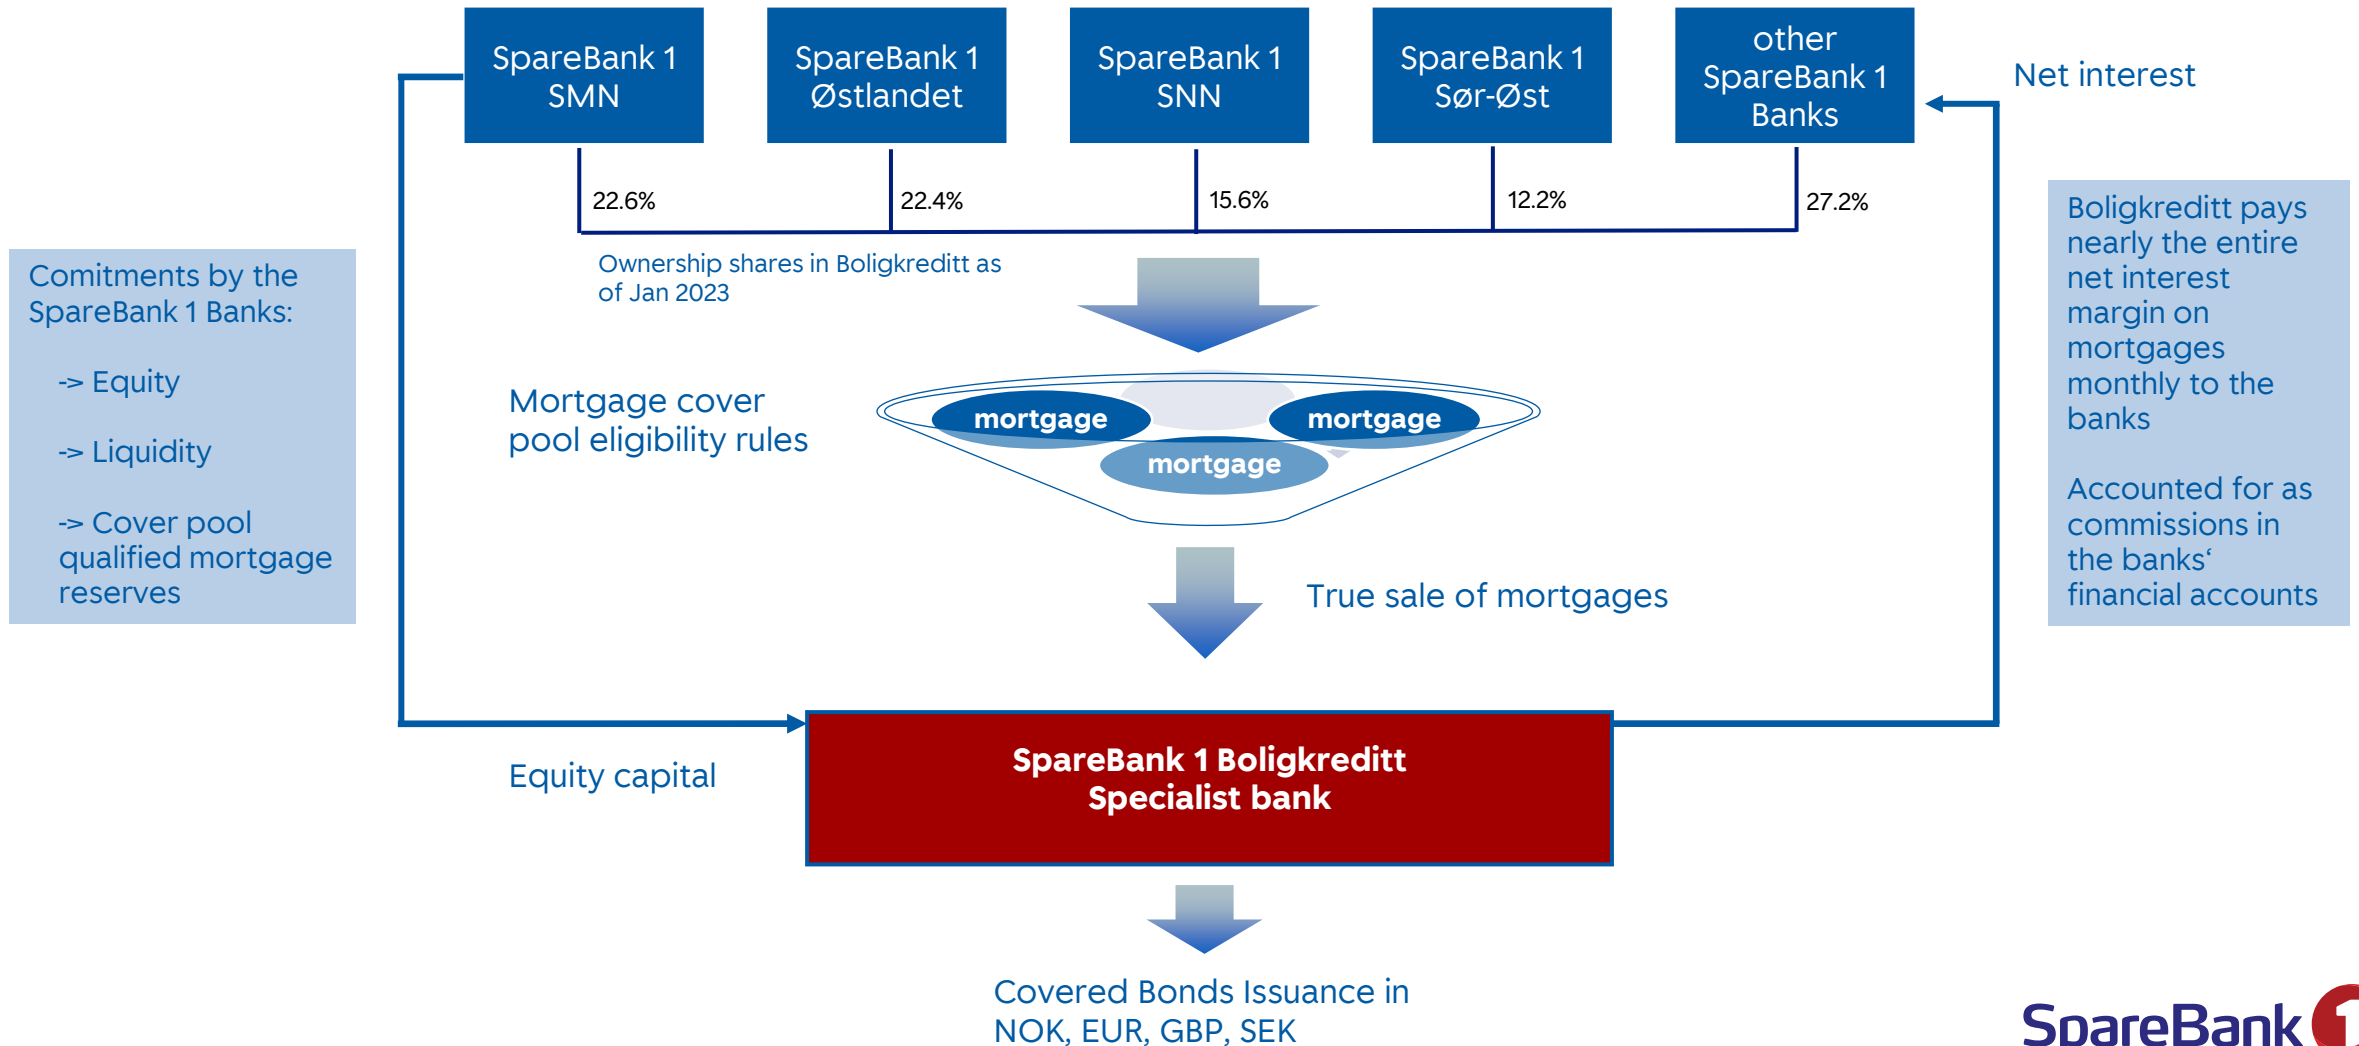 SpareBank 1
SMN
SpareBank 1
Østlandet
SpareBank 1
SNN
SpareBank 1
Sør-Øst
other
SpareBank 1
Banks
Net interest
22.6%
22.4%
15.6%
12.2%
27.2%
Ownership shares in Boligkreditt as
of Jan 2023
Comitments by the
SpareBank 1 Banks:
-> Equity
-> Liquidity
-> Cover pool
qualified mortgage
reserves
Boligkreditt pays
nearly the entire
net interest
margin on
mortgages
monthly to the
banks
Accounted for as
commissions in
the banks‘
financial accounts
Mortgage cover
pool eligibility rules
mortgage
mortgage
mortgage
True sale of mortgages
Equity capital
SpareBank 1 Boligkreditt
Specialist bank
Covered Bonds Issuance in
NOK, EUR, GBP, SEK
SpareBank 1